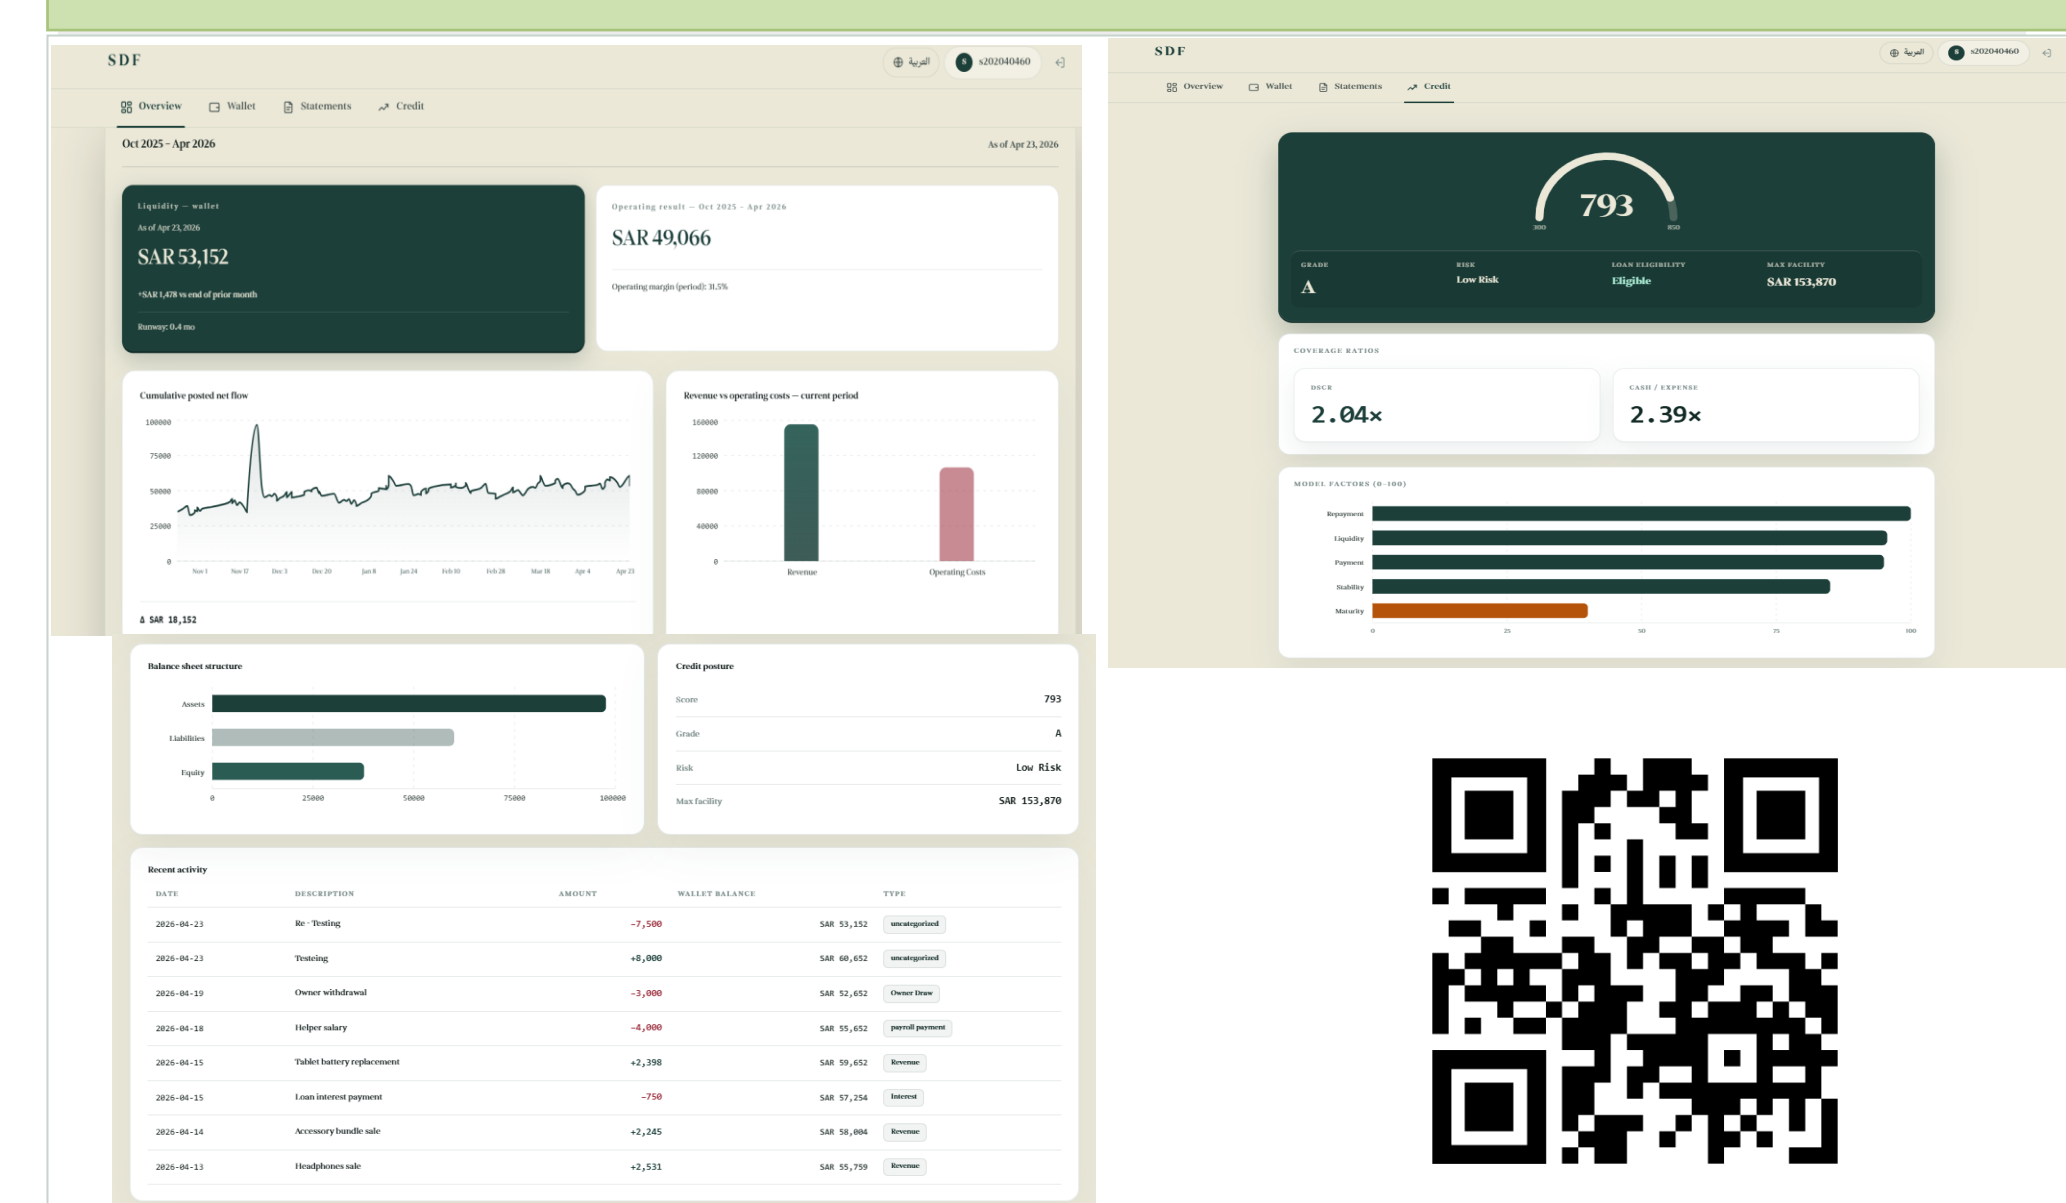 SDF
العربية
S
s202040460
Overview
Wallet
Statements
Credit
Oct 2025 – Apr 2026
As of Apr 23, 2026
Liquidity — wallet
As of Apr 23, 2026
SAR 53,152
+SAR 1,478 vs end of prior month
Runway: 0.4 mo
Operating result — Oct 2025 – Apr 2026
SAR 49,066
Operating margin (period): 31.5%
Cumulative posted net flow
100000
75000
50000
25000
0
Nov 1 Nov 17 Dec 3 Dec 20 Jan 8 Jan 24 Feb 10 Feb 28 Mar 18 Apr 4 Apr 23
Δ SAR 18,152
Revenue vs operating costs — current period
160000
120000
80000
40000
0
Revenue Operating Costs
Balance sheet structure
Assets
Liabilities
Equity
0 25000 50000 75000 100000
Credit posture
Score 793
Grade A
Risk Low Risk
Max facility SAR 153,870
Recent activity
DATE DESCRIPTION AMOUNT WALLET BALANCE TYPE
2026-04-23 Re - Testing −7,500 SAR 53,152 uncategorized
2026-04-23 Testeing +8,000 SAR 60,652 uncategorized
2026-04-19 Owner withdrawal −3,000 SAR 52,652 Owner Draw
2026-04-18 Helper salary −4,000 SAR 55,652 payroll payment
2026-04-15 Tablet battery replacement +2,398 SAR 59,652 Revenue
2026-04-15 Loan interest payment −750 SAR 57,254 Interest
2026-04-14 Accessory bundle sale +2,245 SAR 58,004 Revenue
2026-04-13 Headphones sale +2,531 SAR 55,759 Revenue
SDF
العربية
S
s202040460
Overview
Wallet
Statements
Credit
793
300 850
GRADE RISK LOAN ELIGIBILITY MAX FACILITY
A Low Risk Eligible SAR 153,870
COVERAGE RATIOS
DSCR
2.04×
CASH / EXPENSE
2.39×
MODEL FACTORS (0-100)
Repayment
Liquidity
Payment
Stability
Maturity
0 25 50 75 100